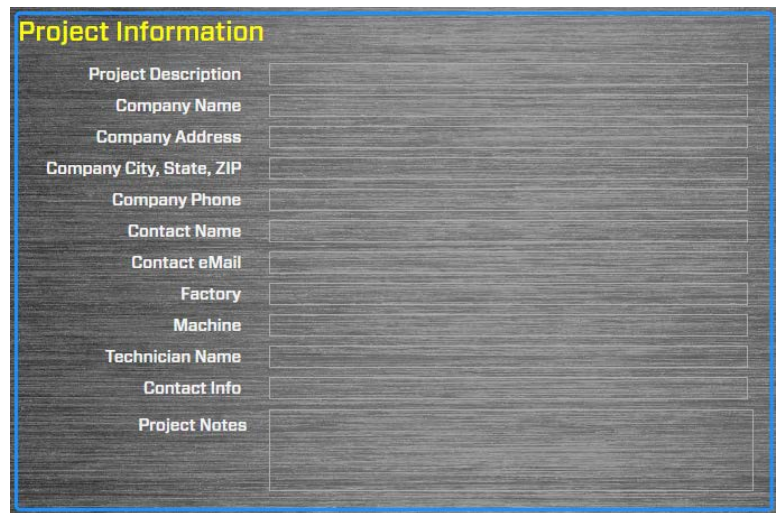 Project Information
Project Description
Company Name
Company Address
Company City, State, ZIP
Company Phone
Contact Name
Contact eMail
Factory
Machine
Technician Name
Contact Info
Project Notes